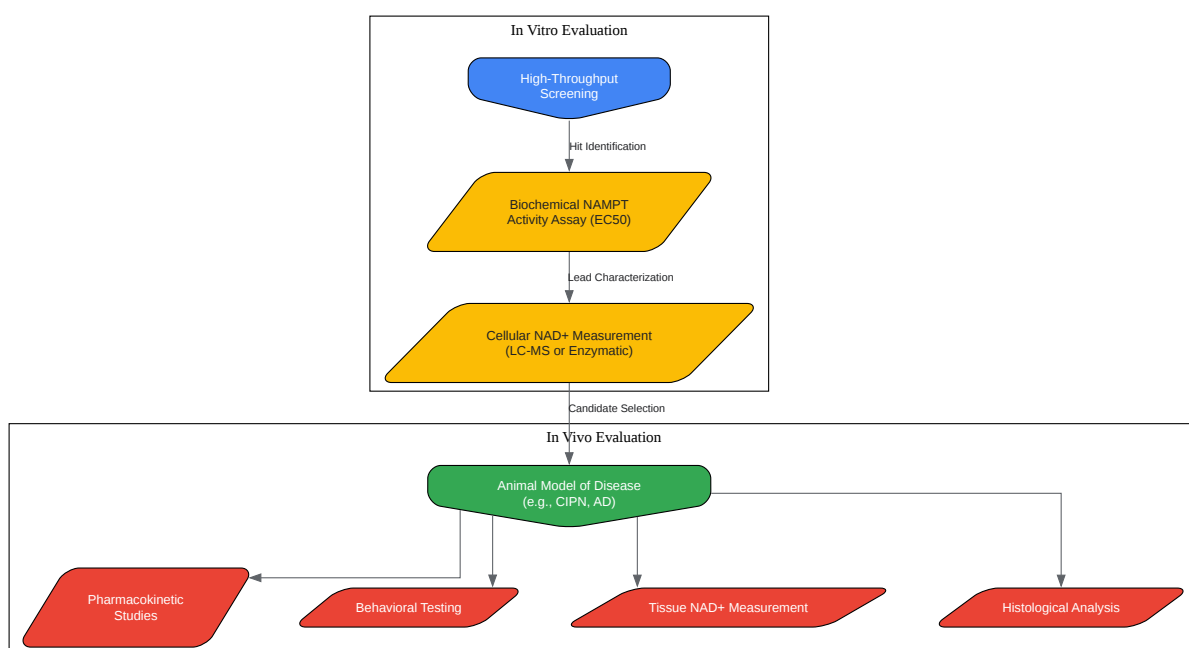 In Vitro Evaluation
High-Throughput
Screening
Hit Identification
Biochemical NAMPT
Activity Assay (EC50)
Lead Characterization
Cellular NAD+ Measurement
(LC-MS or Enzymatic)
Candidate Selection
In Vivo Evaluation
Animal Model of Disease
(e.g., CIPN, AD)
Pharmacokinetic
Studies
Behavioral Testing
Tissue NAD+ Measurement
Histological Analysis